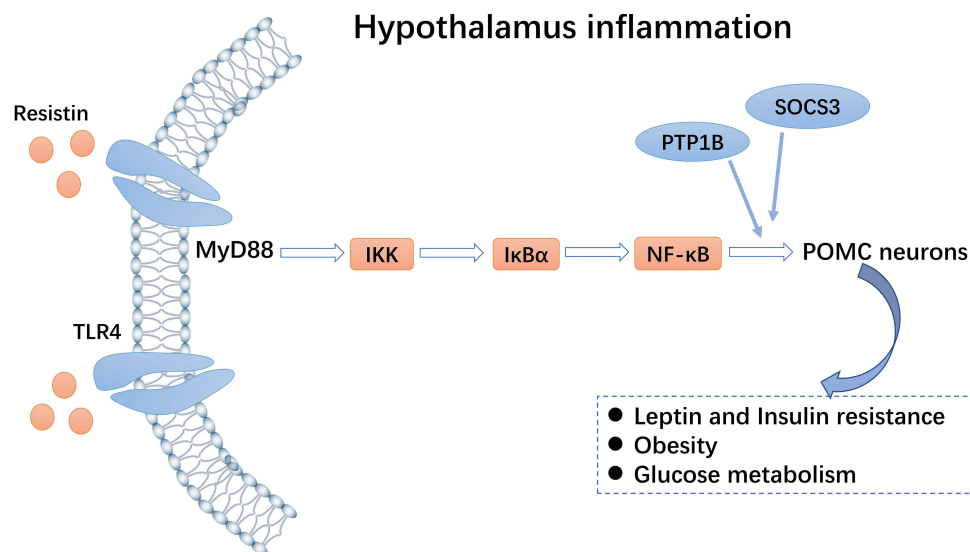 Hypothalamus inflammation
Resistin
SOCS3
PTP1B
MyD88
IKK
IκBα
NF-κB
POMC neurons
TLR4
● Leptin and Insulin resistance
● Obesity
● Glucose metabolism